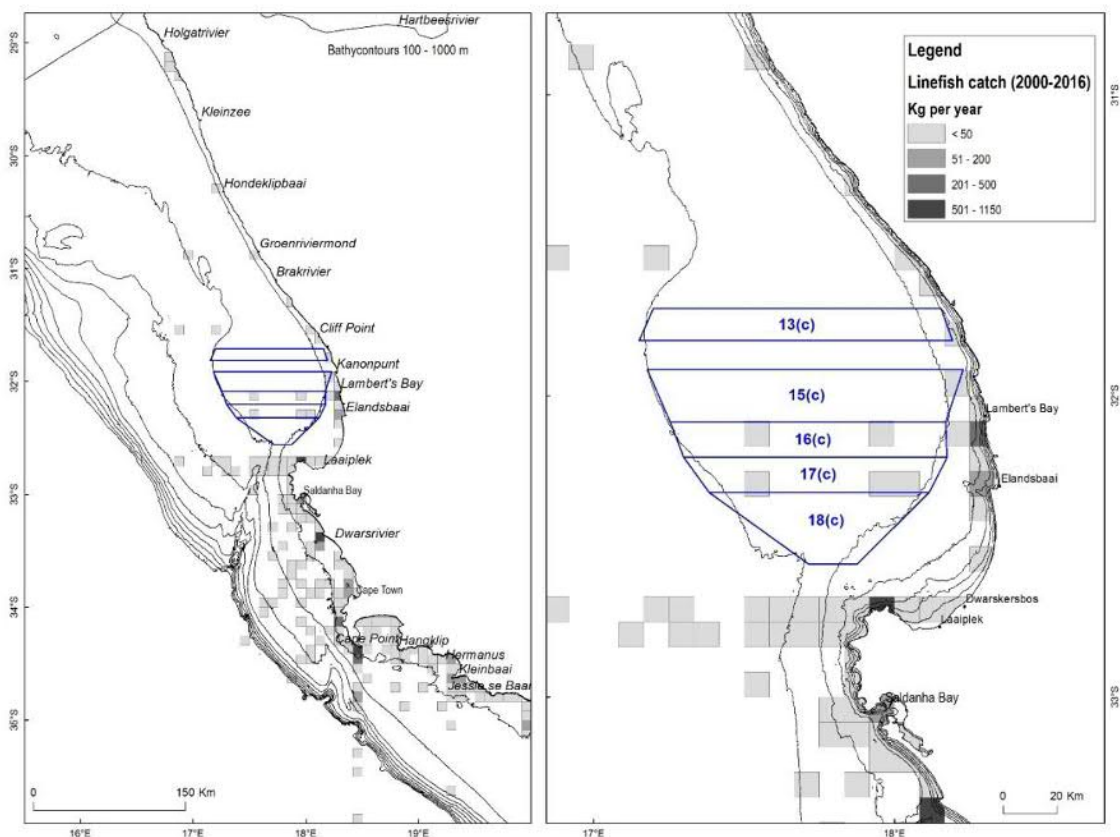 Hartbeesrivier
Holgatrivier
Bathycontours 100 - 1000 m
Kleinzee
Hondeklipbaai
Groenriviermond
Brakrivier
Cliff Point
Kanonpunt
Lambert's Bay
Elandsbaai
Laaiplek
Saldanha Bay
Dwarsrivier
Cape Town
Cape Point
Hangklip
Hermanus
Kleinbaai
Jessie se Baai
29°S
30°S
31°S
32°S
33°S
34°S
35°S
0 150 Km
16°E 17°E 18°E 19°E
Legend
Linefish catch (2000-2016)
Kg per year
< 50
51 - 200
201 - 500
501 - 1150
13(c)
15(c)
16(c)
17(c)
18(c)
Lambert's Bay
Elandsbaai
Dwarskersbos
Laaiplek
Saldanha Bay
31°S
32°S
33°S
0 20 Km
17°E 18°E